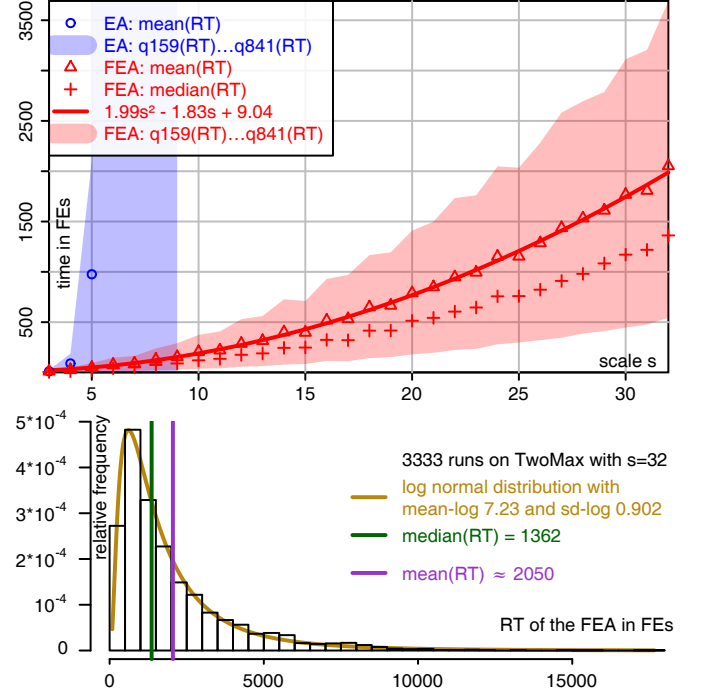 3500
2500
1500
500
time in FEs
EA: mean(RT)
EA: q159(RT)…q841(RT)
FEA: mean(RT)
FEA: median(RT)
1.99s² - 1.83s + 9.04
FEA: q159(RT)…q841(RT)
scale s
5 10 15 20 25 30
5*10⁻⁴
4*10⁻⁴
3*10⁻⁴
2*10⁻⁴
10⁻⁴
0
relative frequency
3333 runs on TwoMax with s=32
log normal distribution with
mean-log 7.23 and sd-log 0.902
median(RT) = 1362
mean(RT) ≈ 2050
RT of the FEA in FEs
0 5000 10000 15000